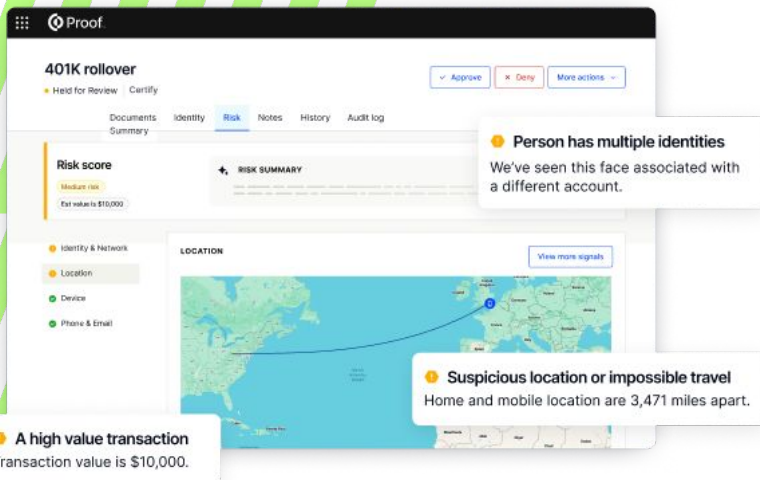 Proof.
401K rollover
Held for Review Certify
Approve
Deny
More actions
Documents Identity Risk Notes History Audit log
Summary
Person has multiple identities
We've seen this face associated with
a different account.
Risk score
Medium risk
Est value is $10,000
RISK SUMMARY
Identity & Network
Location
Device
Phone & Email
LOCATION
View more signals
Suspicious location or impossible travel
Home and mobile location are 3,471 miles apart.
A high value transaction
Transaction value is $10,000.